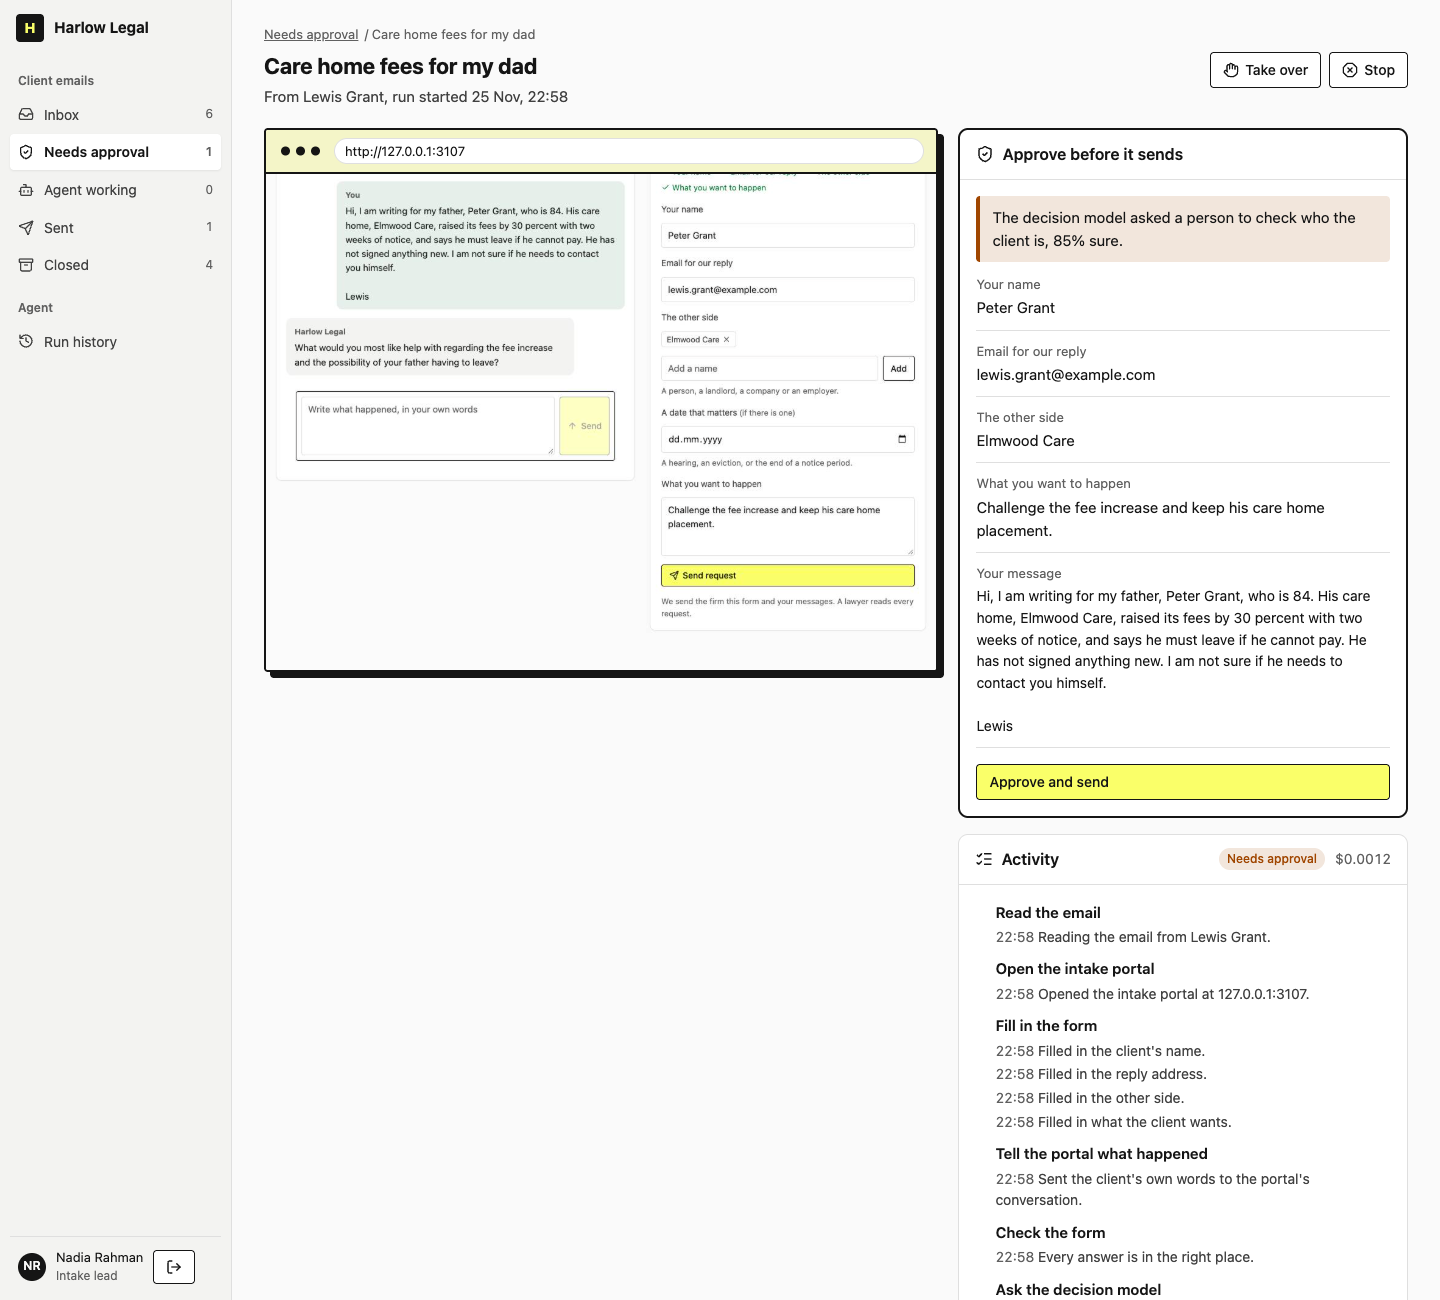 H Harlow Legal
Client emails
Inbox 6
Needs approval 1
Agent working 0
Sent 1
Closed 4
Agent
Run history
NR
Nadia Rahman
Intake lead
Needs approval / Care home fees for my dad
Care home fees for my dad
From Lewis Grant, run started 25 Nov, 22:58
Take over
Stop
http://127.0.0.1:3107
You
Hi, I am writing for my father, Peter Grant, who is 84. His care
home, Elmwood Care, raised its fees by 30 percent with two
weeks of notice, and says he must leave if he cannot pay. He has
not signed anything new. I am not sure if he needs to contact
you himself.
Lewis
Harlow Legal
What would you most like help with regarding the fee increase
and the possibility of your father having to leave?
Write what happened, in your own words
Send
What you want to happen
Your name
Peter Grant
Email for our reply
lewis.grant@example.com
The other side
Elmwood Care
Add a name
Add
A person, a landlord, a company or an employer.
A date that matters (if there is one)
dd.mm.yyyy
A hearing, an eviction, or the end of a notice period.
What you want to happen
Challenge the fee increase and keep his care home
placement.
Send request
We send the firm this form and your messages. A lawyer reads every
request.
Approve before it sends
The decision model asked a person to check who the
client is, 85% sure.
Your name
Peter Grant
Email for our reply
lewis.grant@example.com
The other side
Elmwood Care
What you want to happen
Challenge the fee increase and keep his care home
placement.
Your message
Hi, I am writing for my father, Peter Grant, who is 84. His care
home, Elmwood Care, raised its fees by 30 percent with two
weeks of notice, and says he must leave if he cannot pay. He
has not signed anything new. I am not sure if he needs to
contact you himself.
Lewis
Approve and send
Activity
Needs approval
$0.0012
Read the email
22:58 Reading the email from Lewis Grant.
Open the intake portal
22:58 Opened the intake portal at 127.0.0.1:3107.
Fill in the form
22:58 Filled in the client's name.
22:58 Filled in the reply address.
22:58 Filled in the other side.
22:58 Filled in what the client wants.
Tell the portal what happened
22:58 Sent the client's own words to the portal's
conversation.
Check the form
22:58 Every answer is in the right place.
Ask the decision model